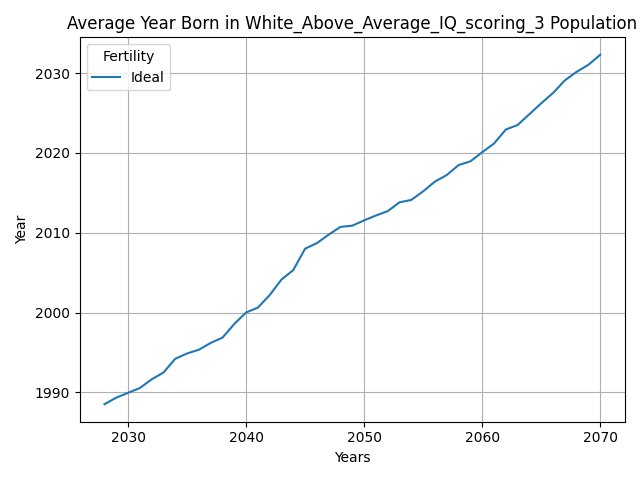 Average Year Born in White_Above_Average_IQ_scoring_3 Population
Fertility
Ideal
Year
2030
2020
2010
2000
1990
2030 2040 2050 2060 2070
Years